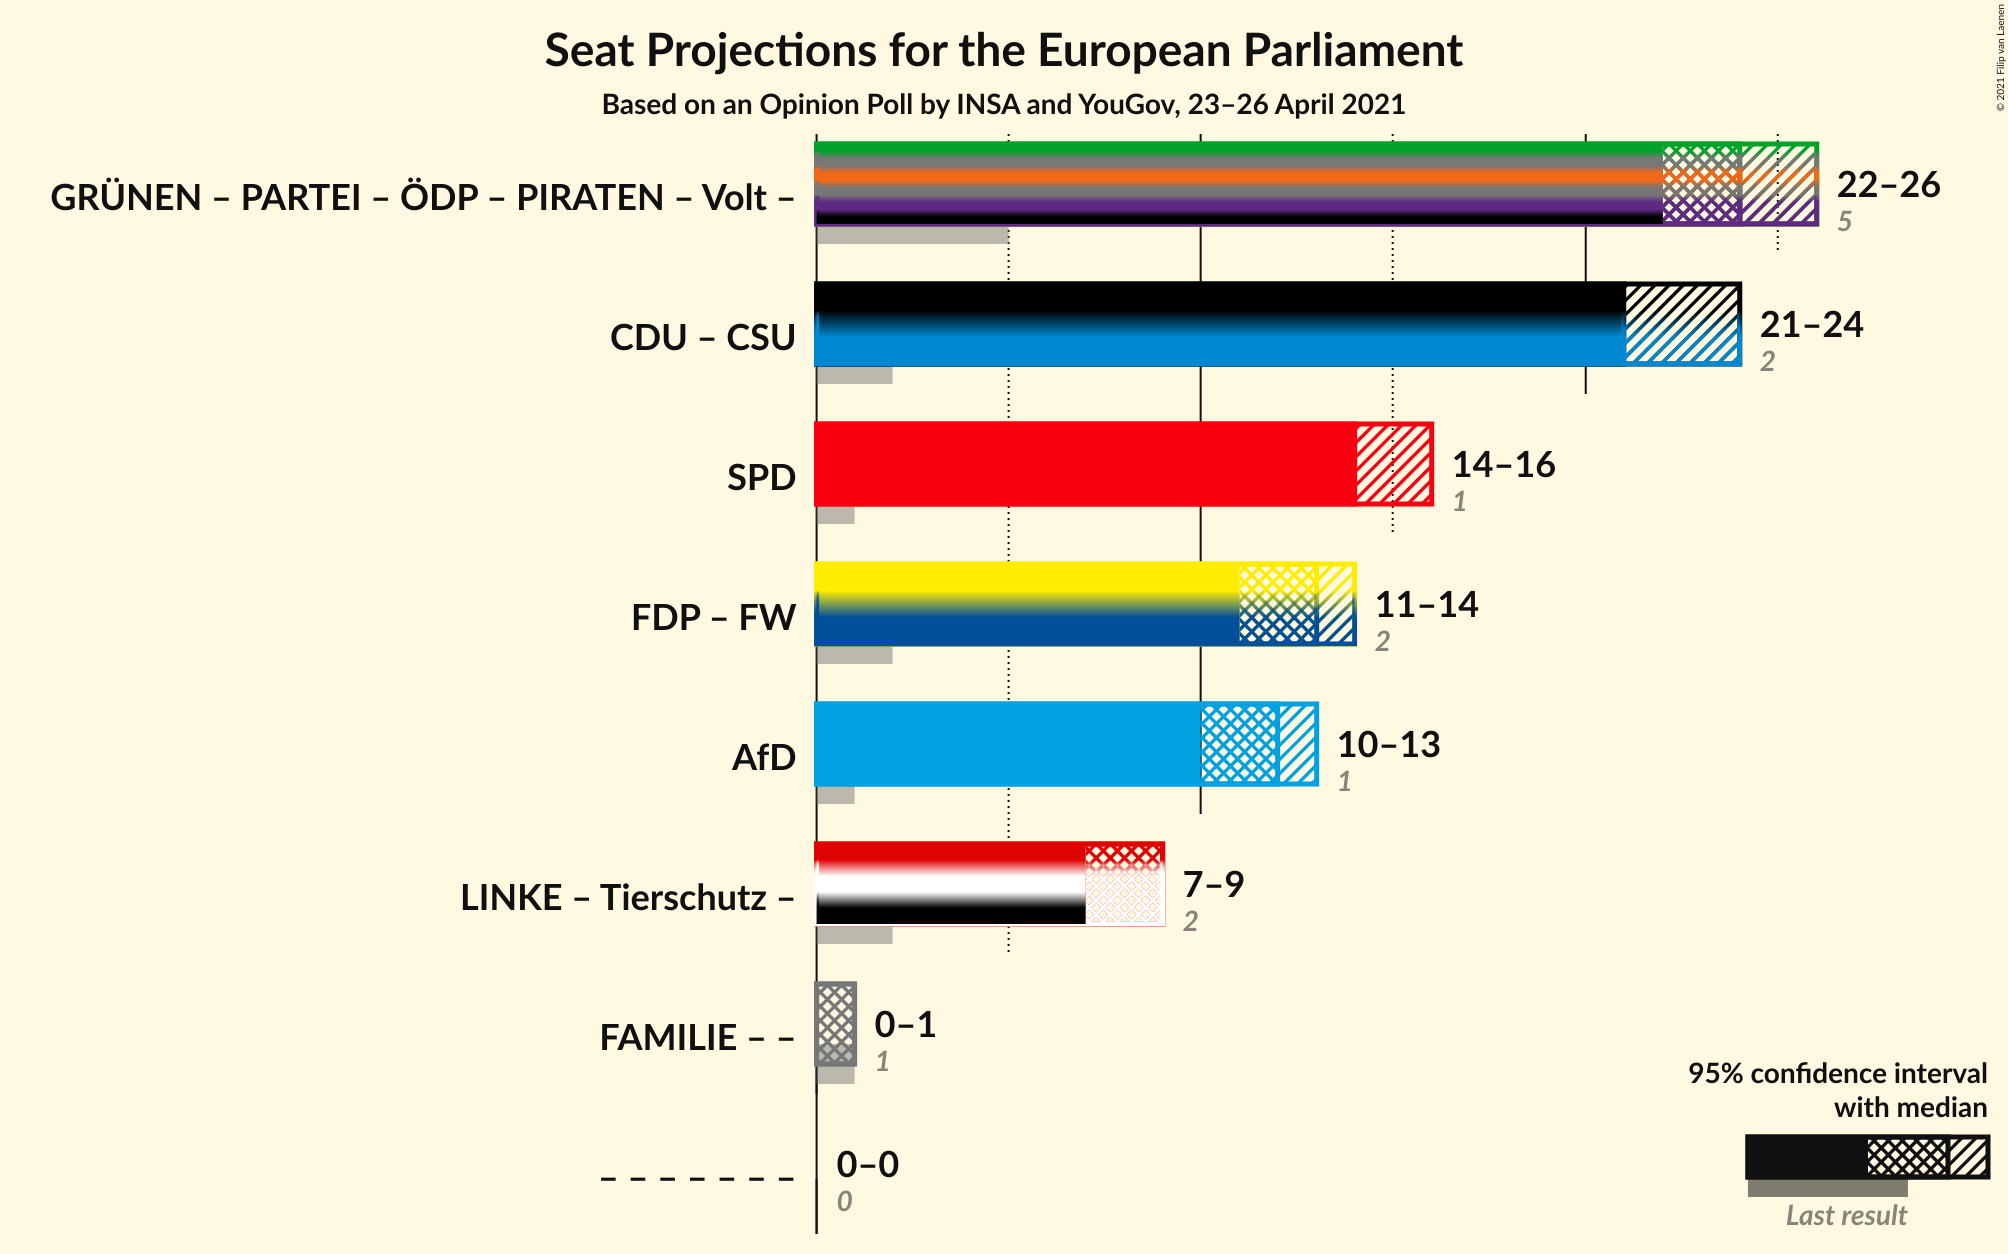 Seat Projections for the European Parliament
Based on an Opinion Poll by INSA and YouGov, 23–26 April 2021
© 2021 Filip van Laenen
GRÜNEN – PARTEI – ÖDP – PIRATEN – Volt –
22–26
5
CDU – CSU
21–24
2
SPD
14–16
1
FDP – FW
11–14
2
AfD
10–13
1
LINKE – Tierschutz –
7–9
2
FAMILIE – –
0–1
1
– – – – – – –
0–0
0
95% confidence interval
with median
Last result